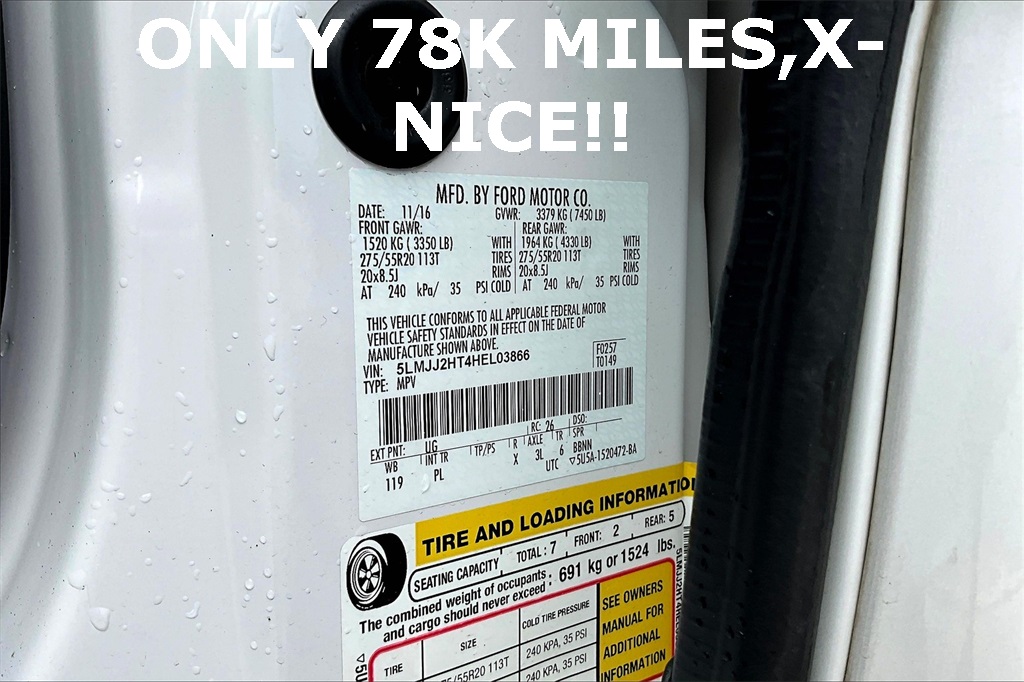 ONLY 78K MILES,X-
NICE!!
MFD. BY FORD MOTOR CO.
DATE: 11/16 GVWR: 3379 KG ( 7450 LB)
FRONT GAWR: REAR GAWR:
1520 KG ( 3350 LB) WITH 1964 KG ( 4330 LB) WITH
275/55R20 113T TIRES 275/55R20 113T TIRES
20x8.5J RIMS 20x8.5J RIMS
AT 240 kPa/ 35 PSI COLD AT 240 kPa/ 35 PSI COLD
THIS VEHICLE CONFORMS TO ALL APPLICABLE FEDERAL MOTOR
VEHICLE SAFETY STANDARDS IN EFFECT ON THE DATE OF
MANUFACTURE SHOWN ABOVE.
VIN: 5LMJJ2HT4HEL03866 F0257
TYPE: MPV T0149
EXT PNT: UG RC: 26 DSO:
WB INT TR TP/PS R AXLE TR SPR
119 PL X 3L 6 BBNN
UTC ▽5U5A-1520472-BA
TIRE AND LOADING INFORMATION
SEATING CAPACITY TOTAL: 7 FRONT: 2 REAR: 5
The combined weight of occupants
and cargo should never exceed : 691 kg or 1524 lbs.
TIRE SIZE COLD TIRE PRESSURE SEE OWNERS
MANUAL FOR
ADDITIONAL
INFORMATION
275/55R20 113T 240 KPA, 35 PSI
240 KPA, 35 PSI
▽5U